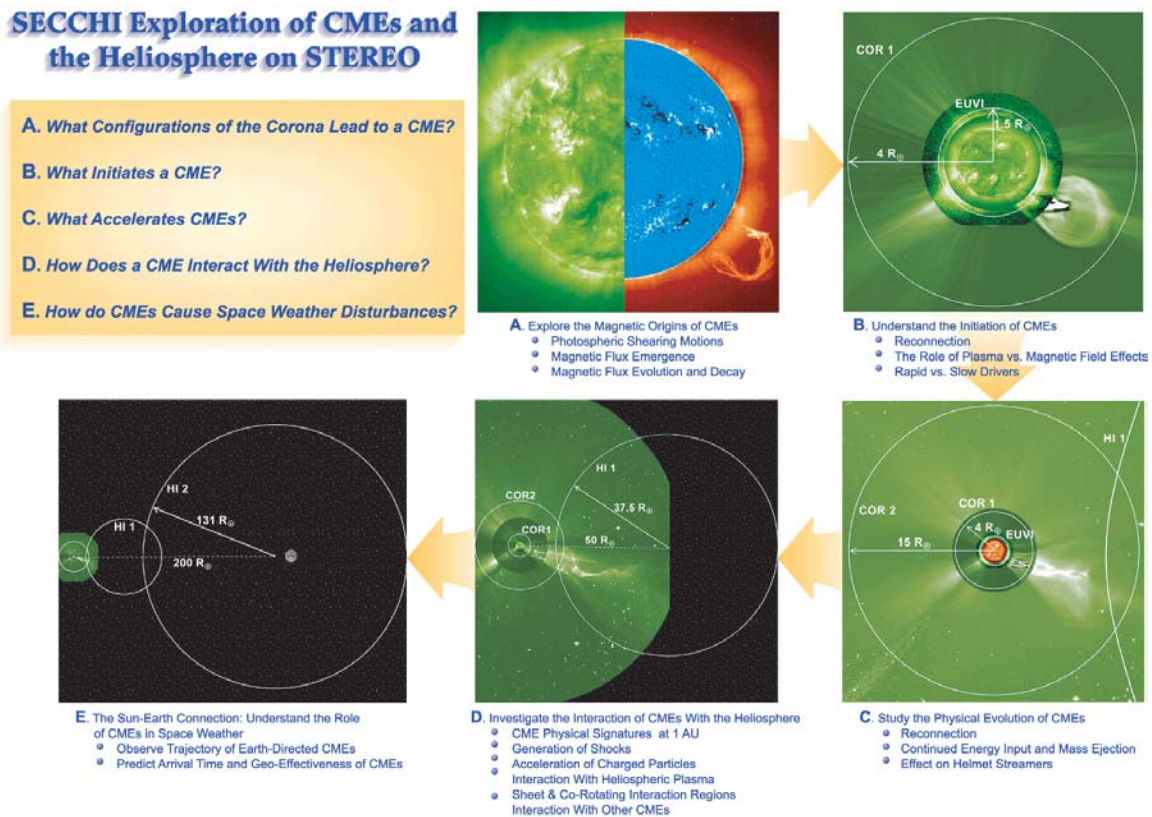 SECCHI Exploration of CMEs and
the Heliosphere on STEREO
A. What Configurations of the Corona Lead to a CME?
B. What Initiates a CME?
C. What Accelerates CMEs?
D. How Does a CME Interact With the Heliosphere?
E. How do CMEs Cause Space Weather Disturbances?
A. Explore the Magnetic Origins of CMEs
Photospheric Shearing Motions
Magnetic Flux Emergence
Magnetic Flux Evolution and Decay
COR 1
EUVI
1.5 R☉
4 R☉
B. Understand the Initiation of CMEs
Reconnection
The Role of Plasma vs. Magnetic Field Effects
Rapid vs. Slow Drivers
HI 1
COR 1
COR 2
4 R☉
EUVI
15 R☉
C. Study the Physical Evolution of CMEs
Reconnection
Continued Energy Input and Mass Ejection
Effect on Helmet Streamers
HI 1
COR2
37.5 R☉
COR1
50 R☉
D. Investigate the Interaction of CMEs With the Heliosphere
CME Physical Signatures at 1 AU
Generation of Shocks
Acceleration of Charged Particles
Interaction With Heliospheric Plasma
Sheet & Co-Rotating Interaction Regions
Interaction With Other CMEs
HI 2
HI 1
131 R☉
200 R☉
E. The Sun-Earth Connection: Understand the Role
of CMEs in Space Weather
Observe Trajectory of Earth-Directed CMEs
Predict Arrival Time and Geo-Effectiveness of CMEs